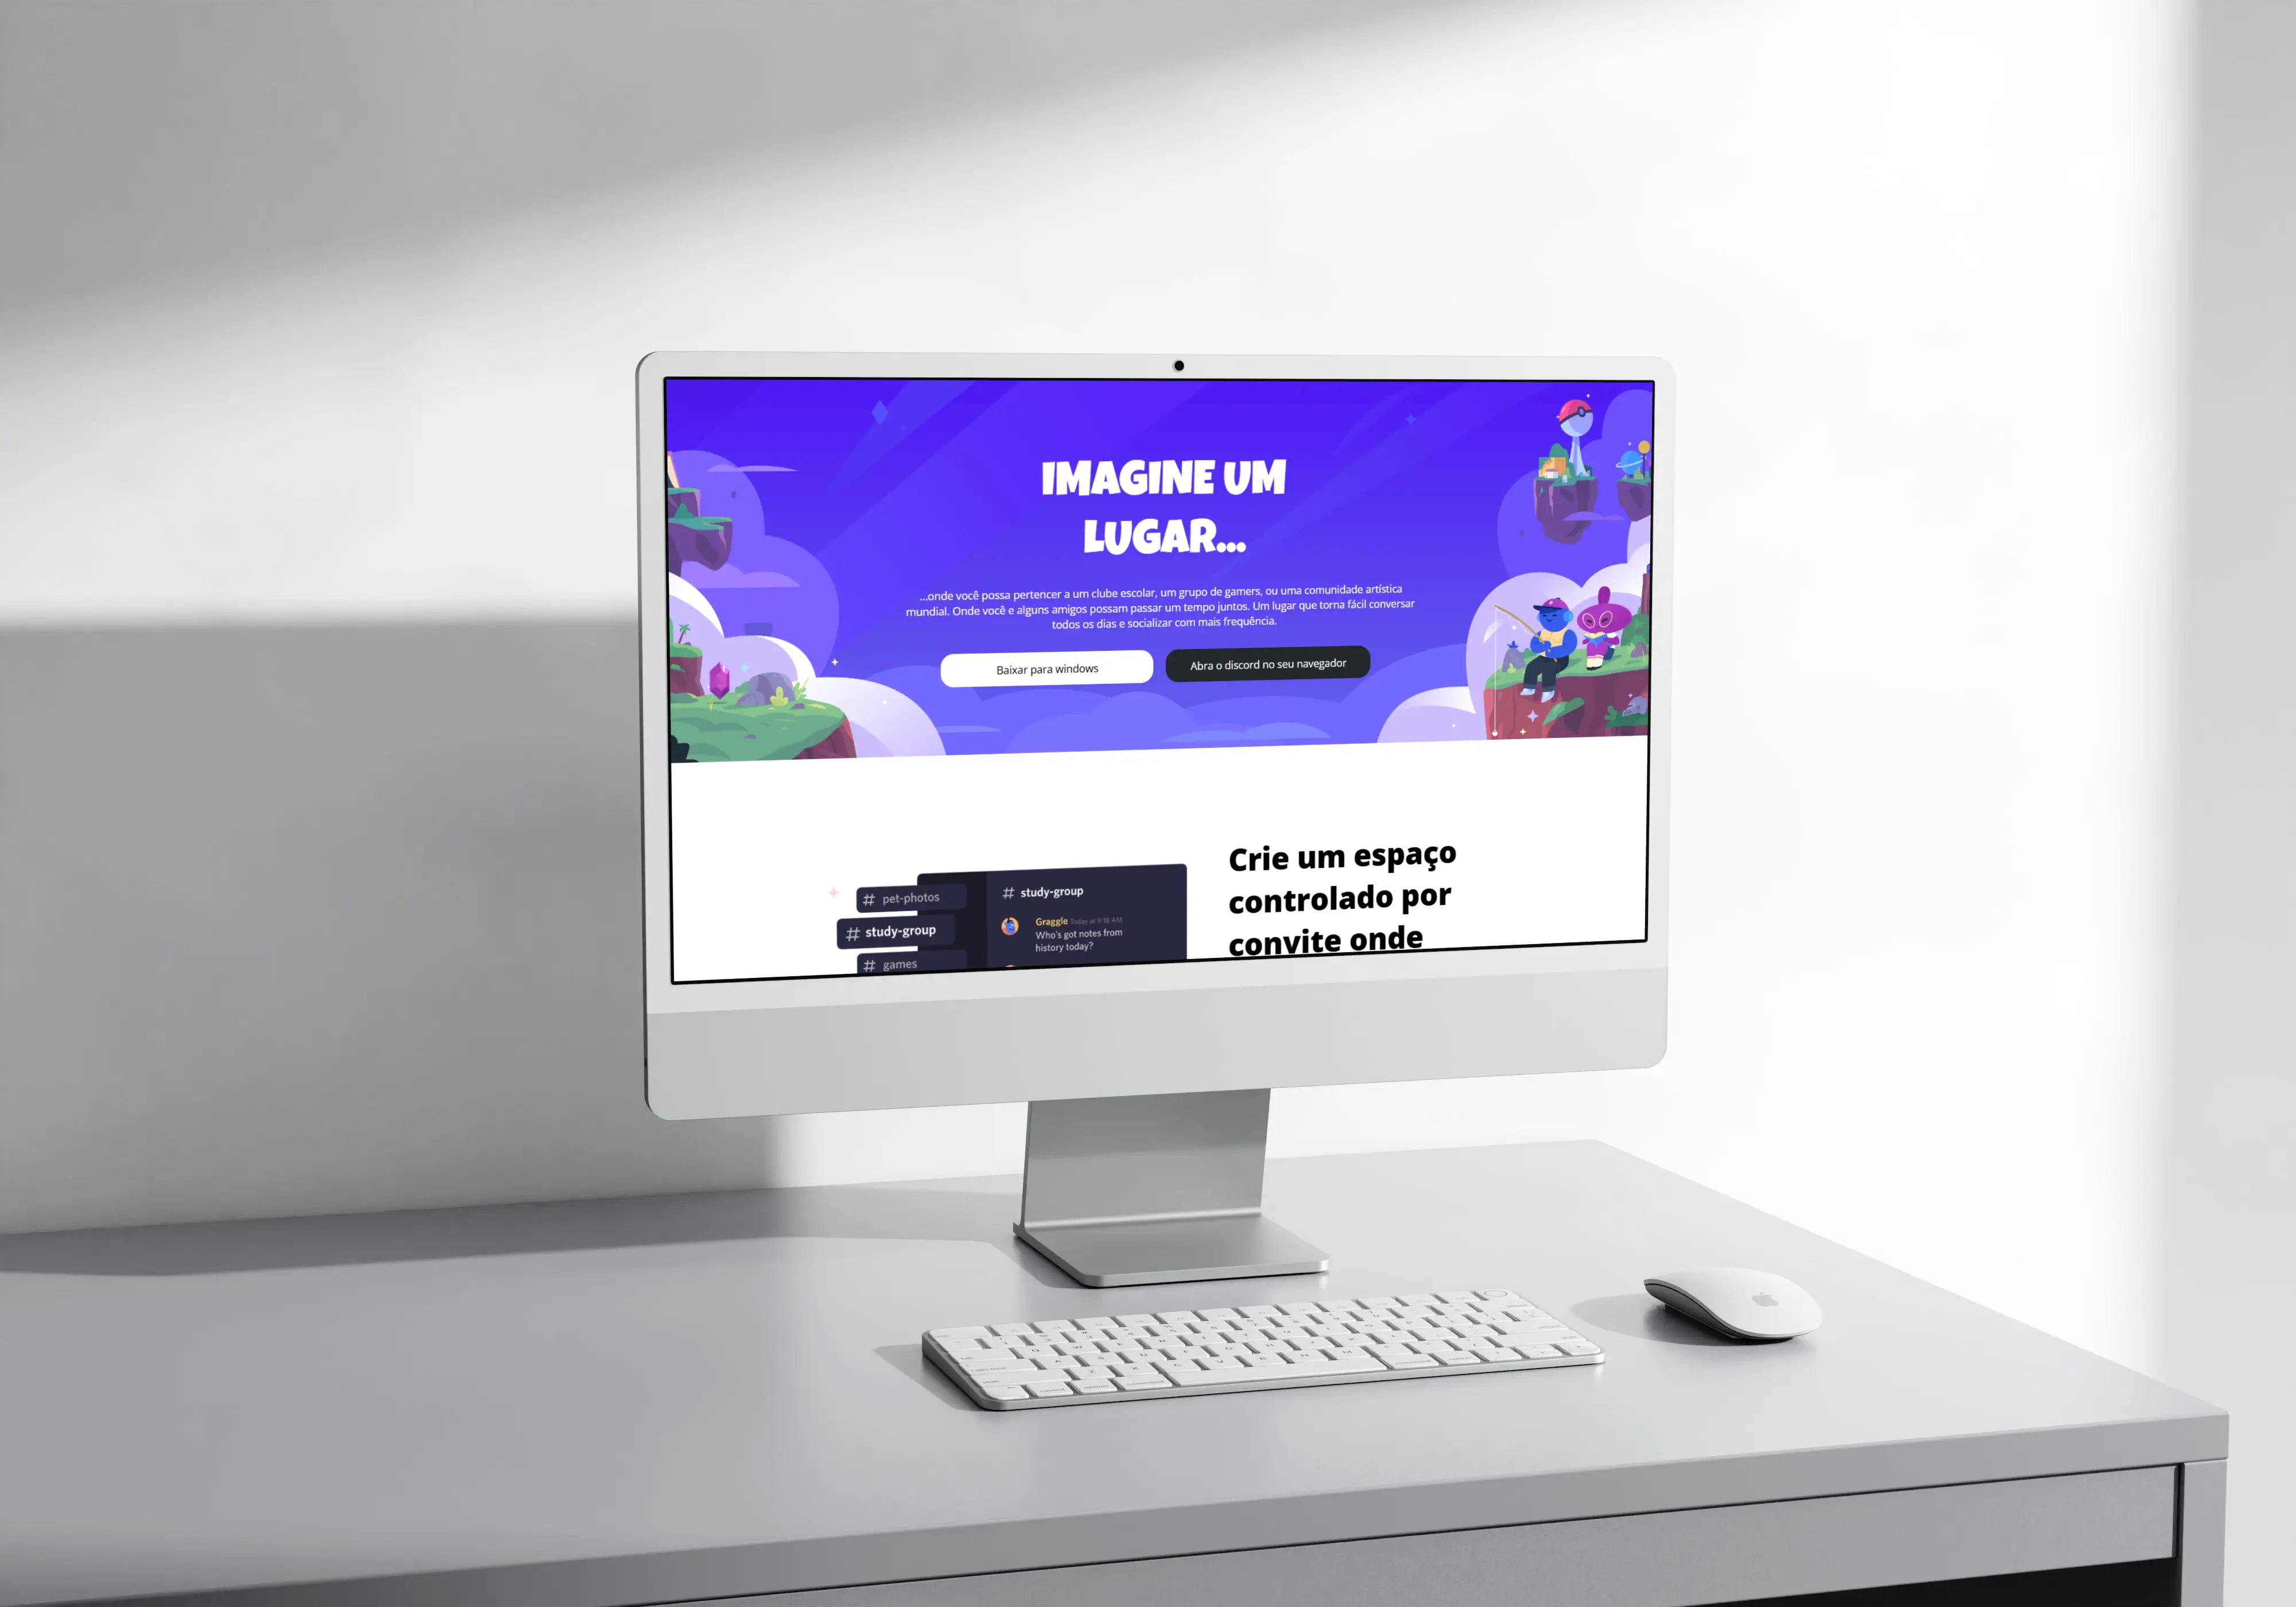 IMAGINE UM
LUGAR...
...onde você possa pertencer a um clube escolar, um grupo de gamers, ou uma comunidade artística
mundial. Onde você e alguns amigos possam passar um tempo juntos. Um lugar que torna fácil conversar
todos os dias e socializar com mais frequência.
Baixar para windows
Abra o discord no seu navegador
# pet-photos
# study-group
# games
# study-group
Graggle Today at 9:18 AM
Who's got notes from
history today?
Crie um espaço
controlado por
convite onde